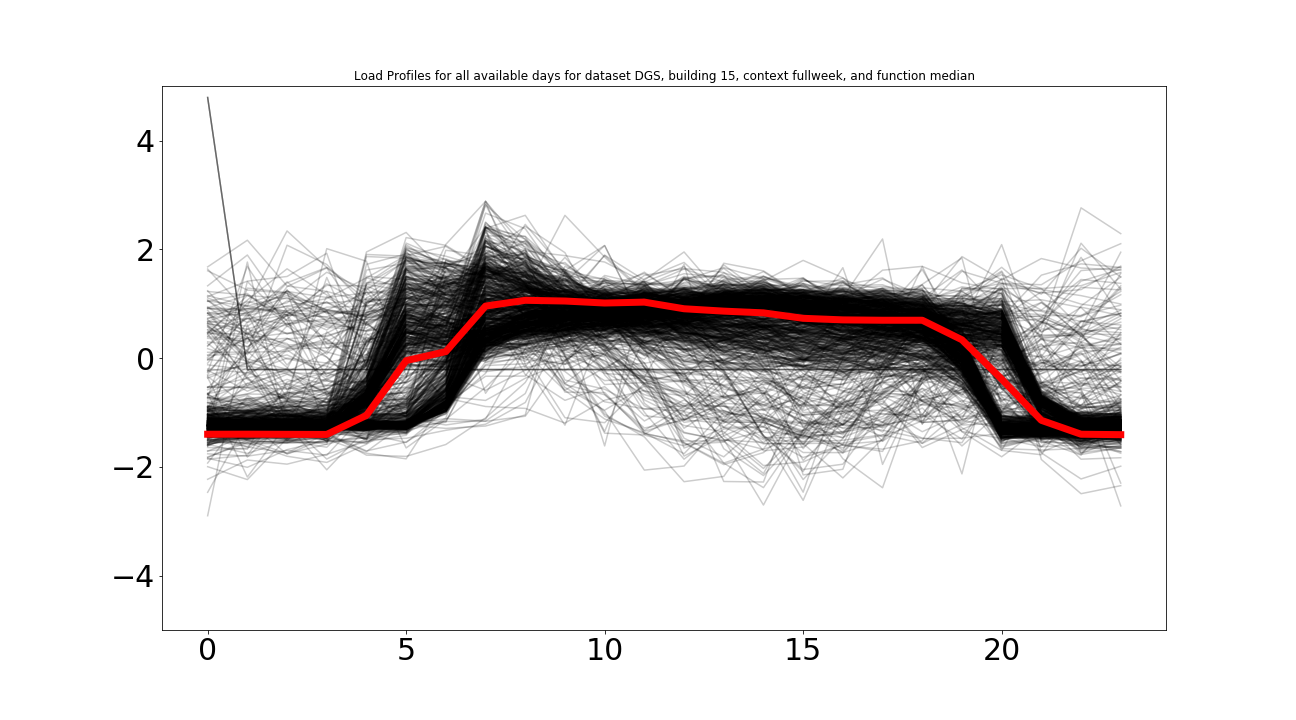 Load Profiles for all available days for dataset DGS, building 15, context fullweek, and function median
4
2
0
−2
−4
0 5 10 15 20